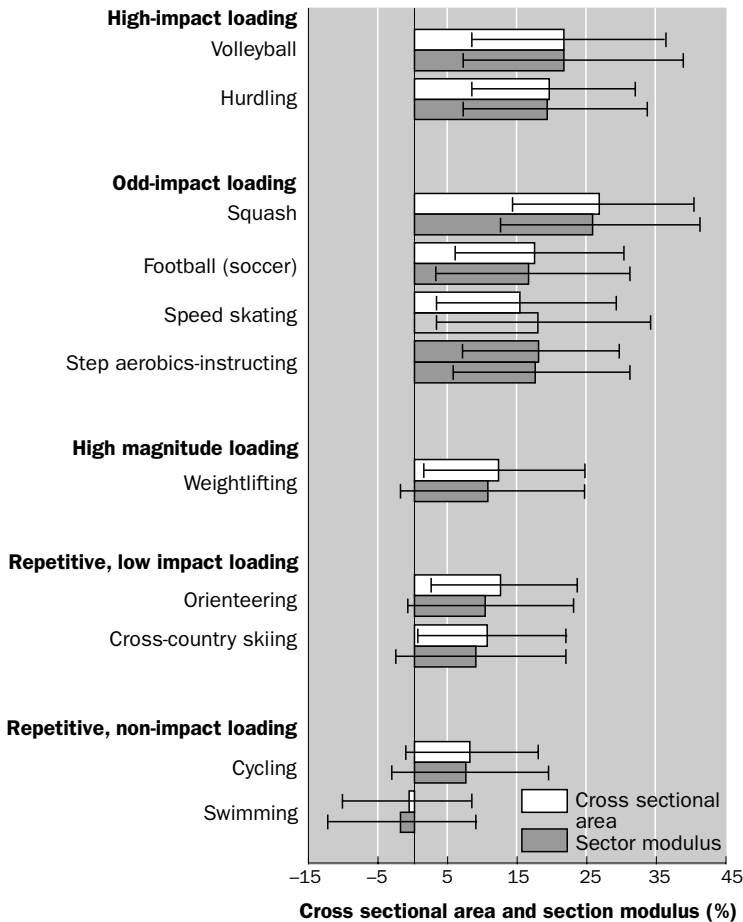 High-impact loading
Volleyball
Hurdling
Odd-impact loading
Squash
Football (soccer)
Speed skating
Step aerobics-instructing
High magnitude loading
Weightlifting
Repetitive, low impact loading
Orienteering
Cross-country skiing
Repetitive, non-impact loading
Cycling
Swimming
Cross sectional
area
Sector modulus
–15 –5 5 15 25 35 45
Cross sectional area and section modulus (%)